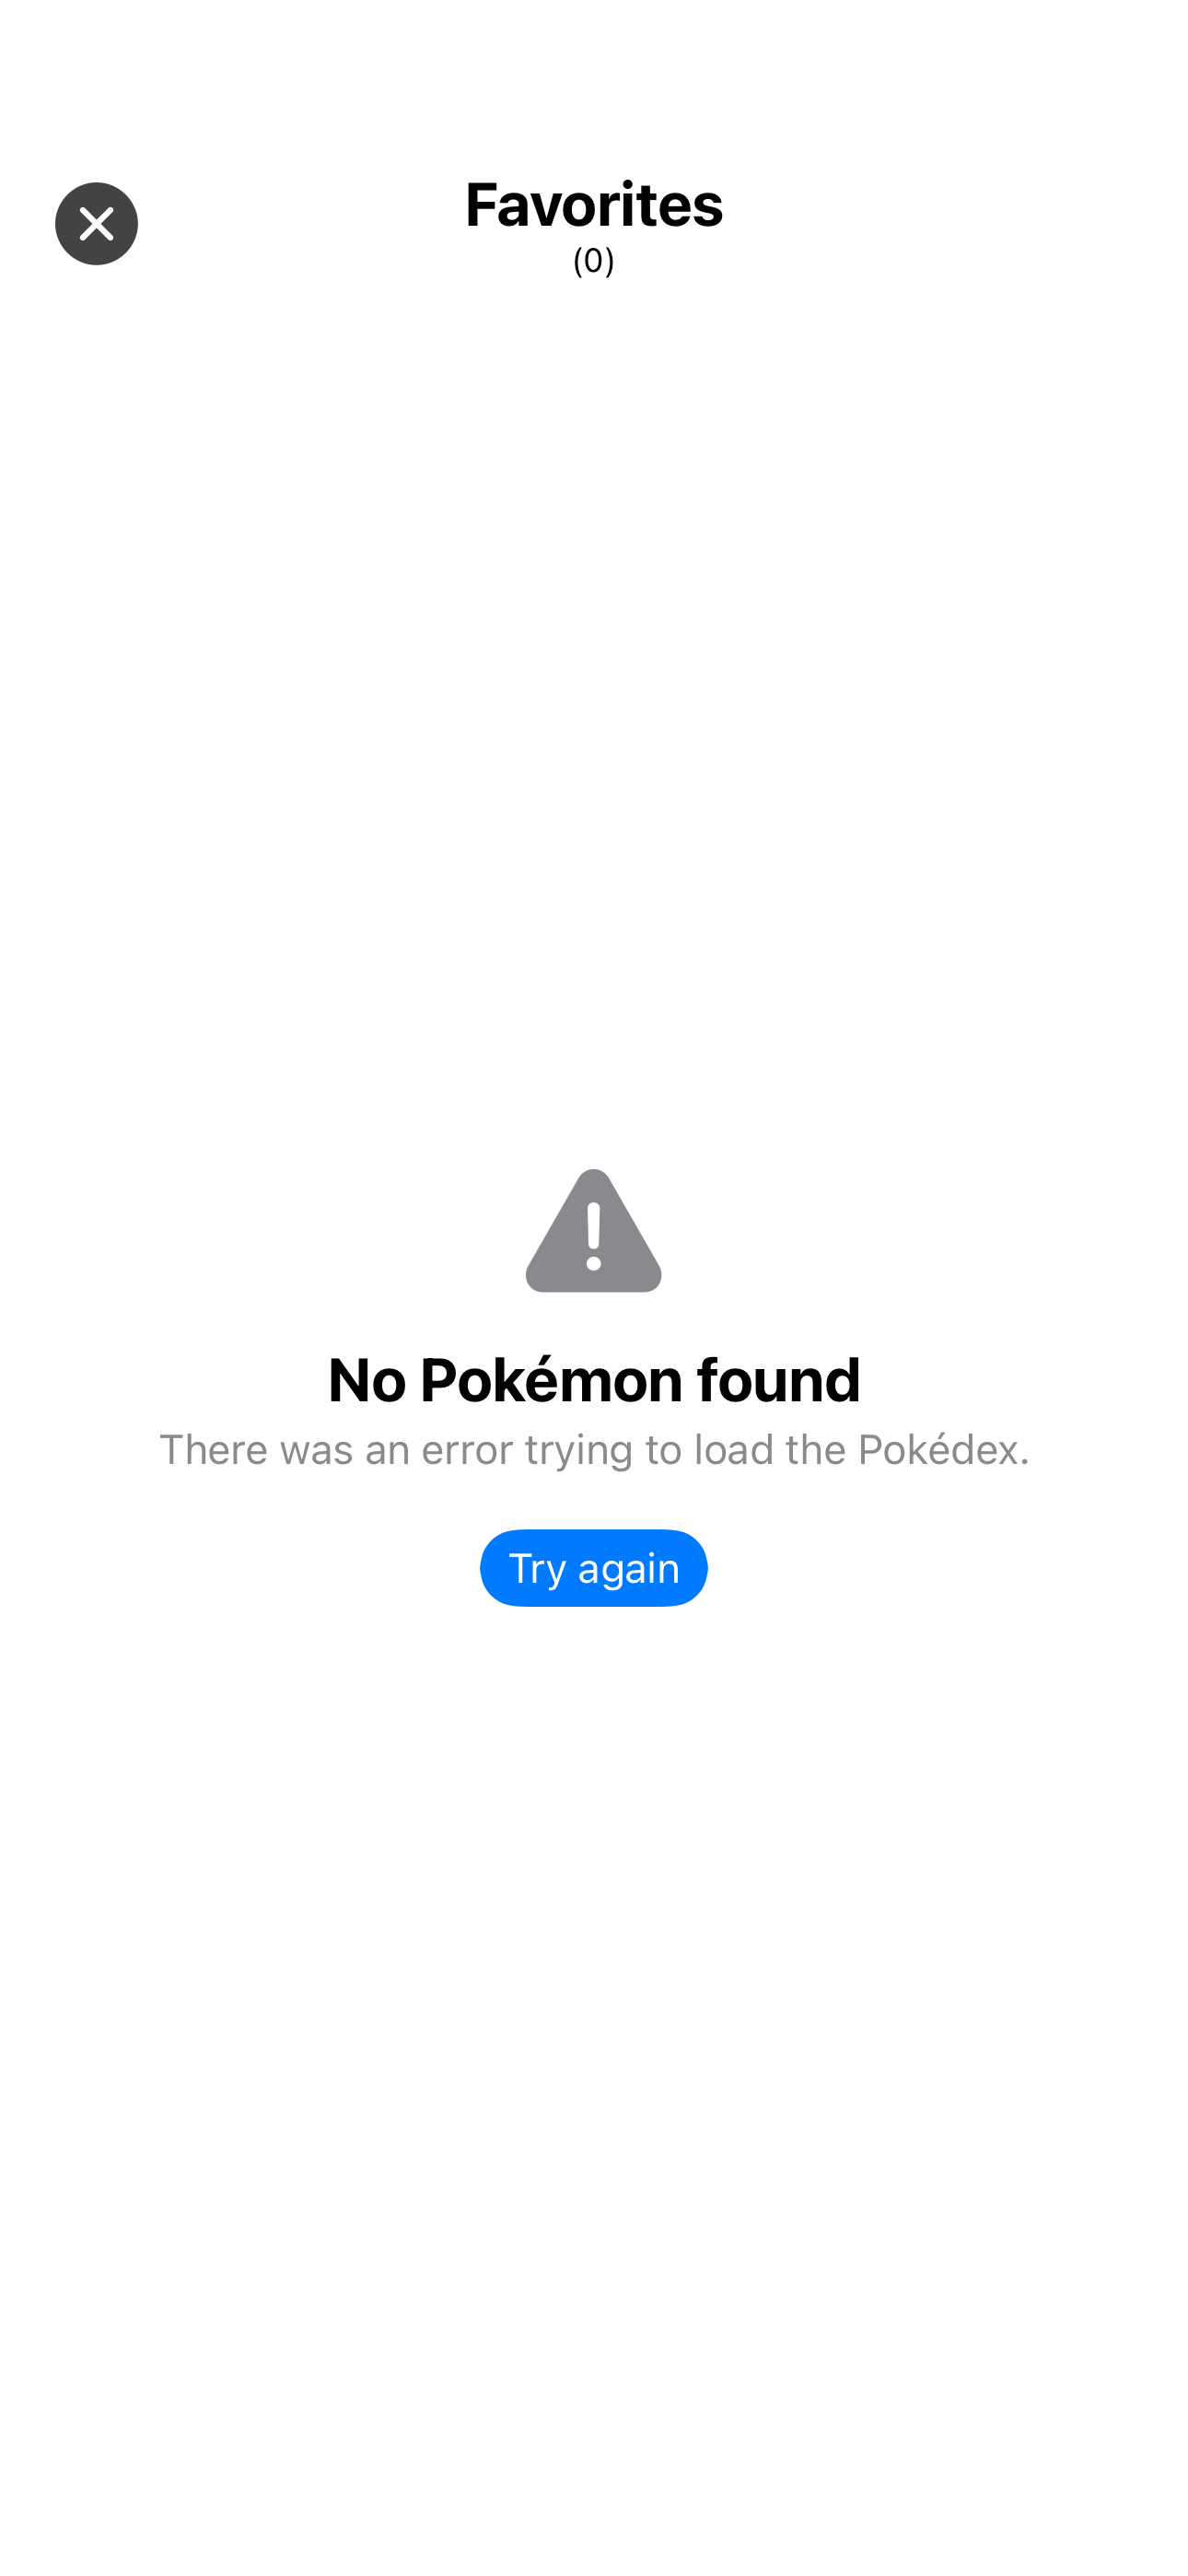 Favorites
(0)
No Pokémon found
There was an error trying to load the Pokédex.
Try again